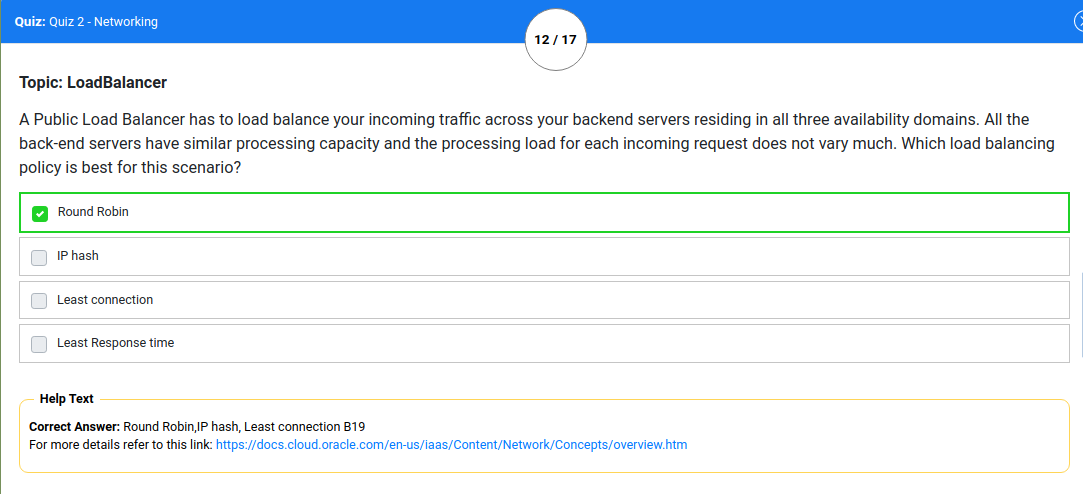 Quiz: Quiz 2 - Networking
12 / 17
Topic: LoadBalancer
A Public Load Balancer has to load balance your incoming traffic across your backend servers residing in all three availability domains. All the
back-end servers have similar processing capacity and the processing load for each incoming request does not vary much. Which load balancing
policy is best for this scenario?
Round Robin
IP hash
Least connection
Least Response time
Help Text
Correct Answer: Round Robin,IP hash, Least connection B19
For more details refer to this link: https://docs.cloud.oracle.com/en-us/iaas/Content/Network/Concepts/overview.htm